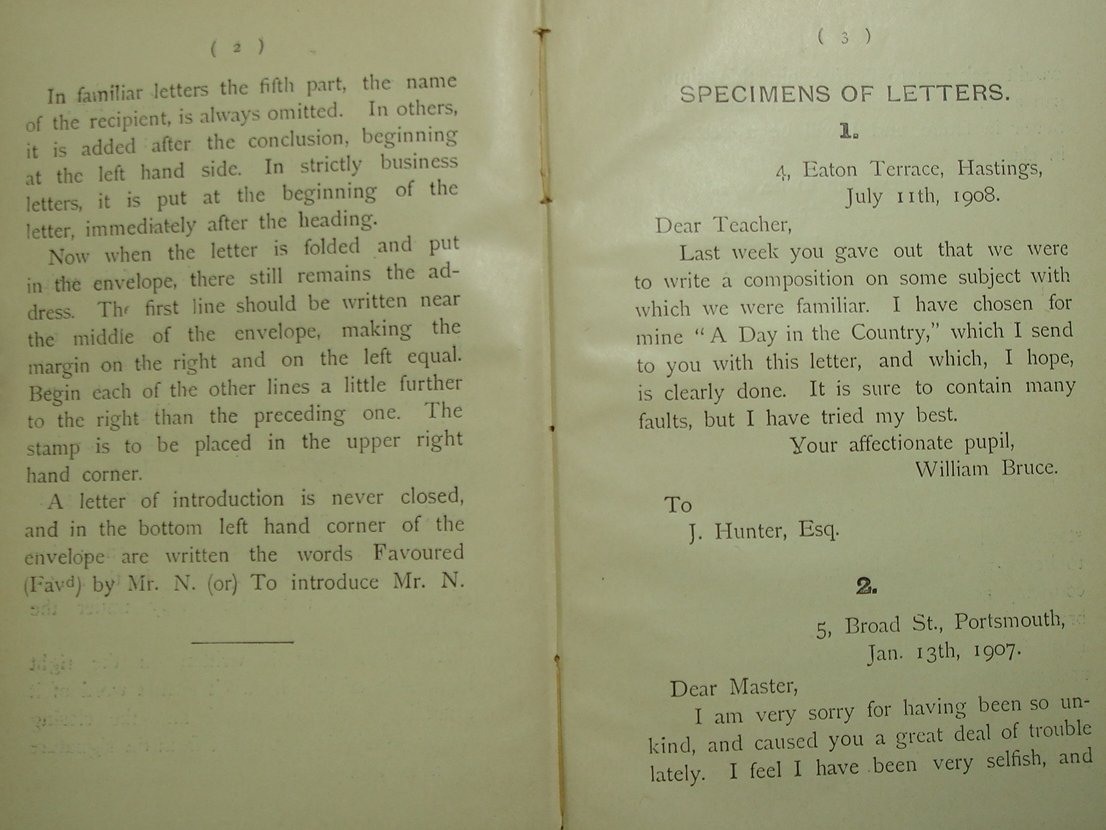 ( 2 )
In familiar letters the fifth part, the name
of the recipient, is always omitted. In others,
it is added after the conclusion, beginning
at the left hand side. In strictly business
letters, it is put at the beginning of the
letter, immediately after the heading.
Now when the letter is folded and put
in the envelope, there still remains the ad-
dress. The first line should be written near
the middle of the envelope, making the
margin on the right and on the left equal.
Begin each of the other lines a little further
to the right than the preceding one. The
stamp is to be placed in the upper right
hand corner.
A letter of introduction is never closed,
and in the bottom left hand corner of the
envelope are written the words Favoured
(Favd) by Mr. N. (or) To introduce Mr. N.
( 3 )
SPECIMENS OF LETTERS.
1.
4, Eaton Terrace, Hastings,
July 11th, 1908.
Dear Teacher,
Last week you gave out that we were
to write a composition on some subject with
which we were familiar. I have chosen for
mine “A Day in the Country,” which I send
to you with this letter, and which, I hope,
is clearly done. It is sure to contain many
faults, but I have tried my best.
Your affectionate pupil,
William Bruce.
To
J. Hunter, Esq.
2.
5, Broad St., Portsmouth,
Jan. 13th, 1907.
Dear Master,
I am very sorry for having been so un-
kind, and caused you a great deal of trouble
lately. I feel I have been very selfish, and